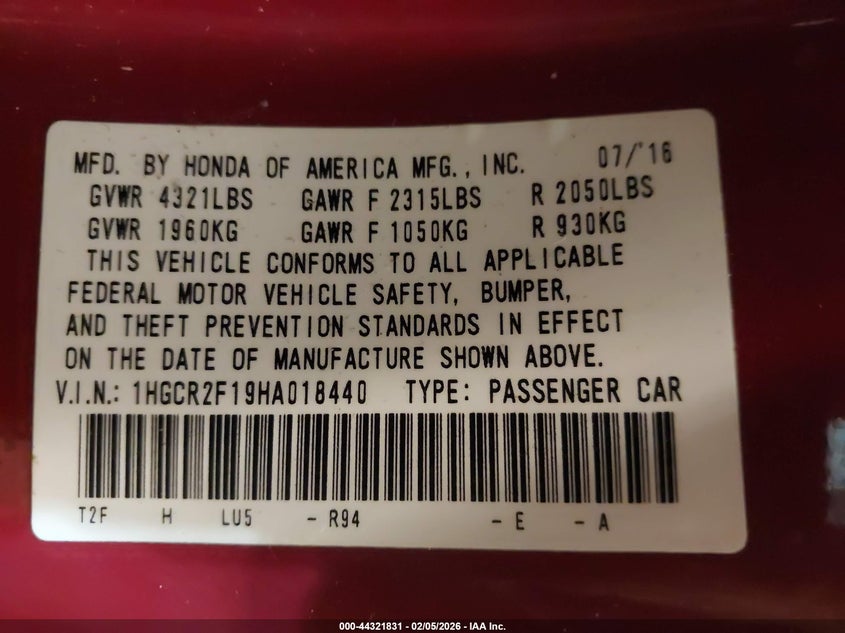 MFD. BY HONDA OF AMERICA MFG., INC. 07/'16
GVWR 4321LBS GAWR F 2315LBS R 2050LBS
GVWR 1960KG GAWR F 1050KG R 930KG
THIS VEHICLE CONFORMS TO ALL APPLICABLE
FEDERAL MOTOR VEHICLE SAFETY, BUMPER,
AND THEFT PREVENTION STANDARDS IN EFFECT
ON THE DATE OF MANUFACTURE SHOWN ABOVE.
V.I.N.: 1HGCR2F19HA018440 TYPE: PASSENGER CAR
T2F H LU5 - R94 - E - A
000-44321831 - 02/05/2026 - IAA Inc.